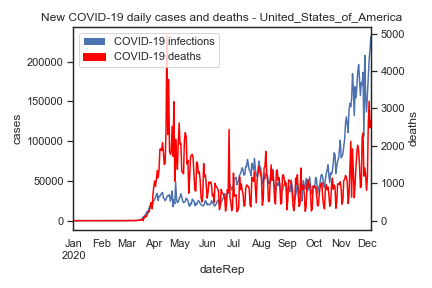 New COVID-19 daily cases and deaths - United_States_of_America
COVID-19 infections
COVID-19 deaths
200000
150000
100000
50000
0
cases
5000
4000
3000
2000
1000
0
deaths
Jan Feb Mar Apr May Jun Jul Aug Sep Oct Nov Dec
2020
dateRep